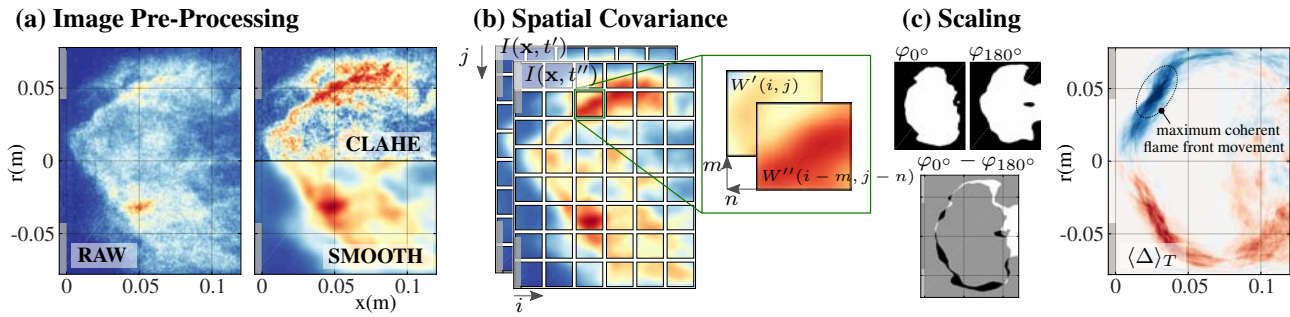 (a) Image Pre-Processing
0.05
0
-0.05
r(m)
RAW
CLAHE
SMOOTH
0 0.05 0.1 0 0.05 0.1
x(m)
(b) Spatial Covariance
j
I(x, t′)
I(x, t′′)
i
W′(i, j)
W′′(i − m, j − n)
m
n
(c) Scaling
φ0° φ180°
φ0° − φ180°
0.05
0
-0.05
r(m)
maximum coherent
flame front movement
⟨Δ⟩T
0 0.05 0.1